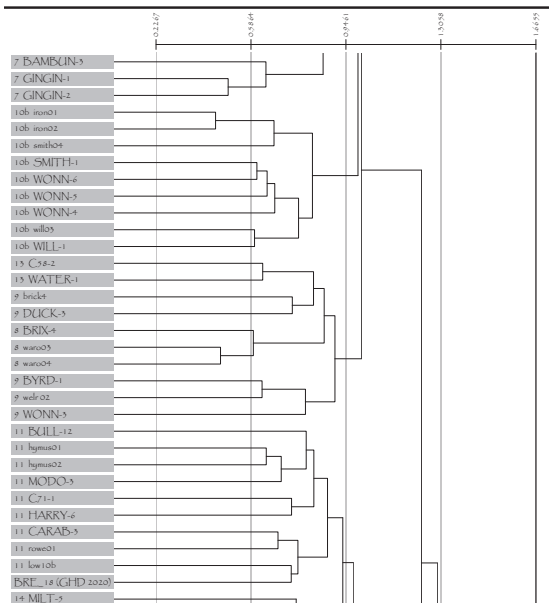 0.2267 0.5864 0.9461 1.3058 1.6655
7 BAMBUN-3
7 GINGIN-1
7 GINGIN-2
10b iron01
10b iron02
10b smith04
10b SMITH-1
10b WONN-6
10b WONN-5
10b WONN-4
10b will03
10b WILL-1
13 C58-2
13 WATER-1
9 brick4
9 DUCK-3
8 BRIX-4
8 waro03
8 waro04
9 BYRD-1
9 welr02
9 WONN-3
11 BULL-12
11 hymus01
11 hymus02
11 MODO-3
11 C71-1
11 HARRY-6
11 CARAB-3
11 rowe01
11 low10b
BRE_18 (GHD 2020)
14 MILT-5